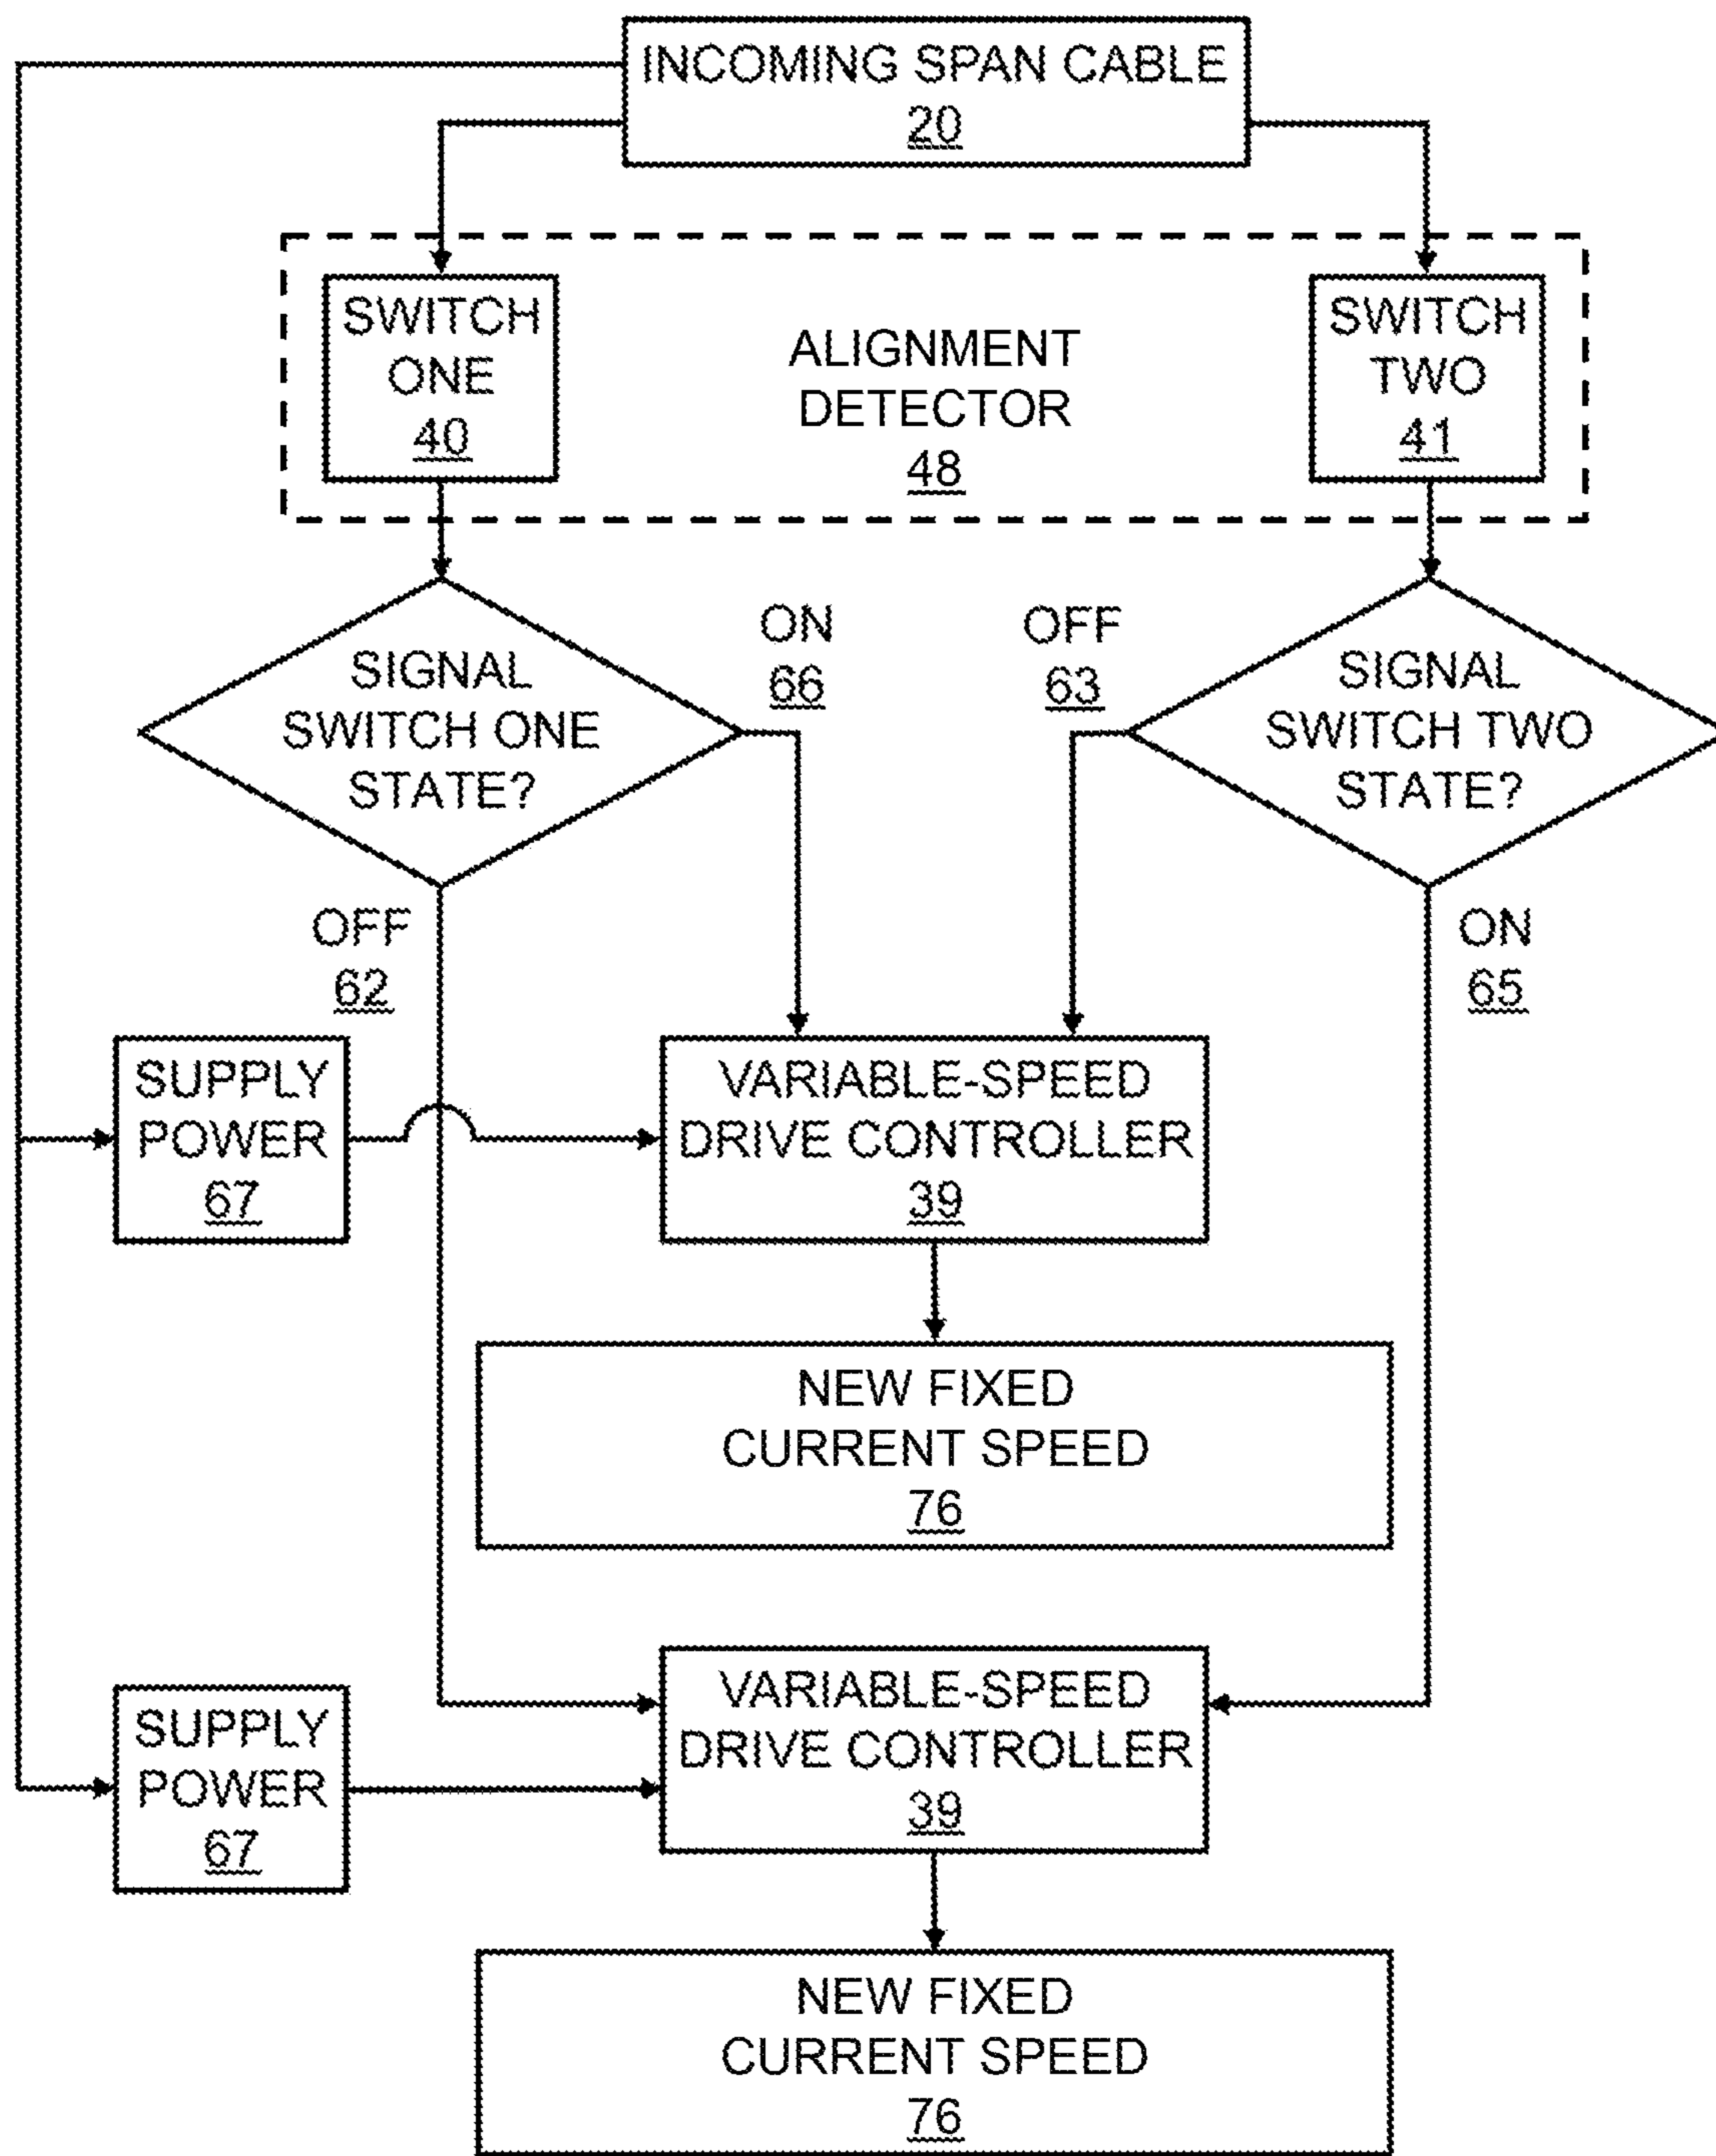 INCOMING SPAN CABLE
20
SWITCH
ONE
40
ALIGNMENT
DETECTOR
48
SWITCH
TWO
41
SIGNAL
SWITCH ONE
STATE?
ON
66
OFF
63
SIGNAL
SWITCH TWO
STATE?
OFF
62
ON
65
SUPPLY
POWER
67
VARIABLE-SPEED
DRIVE CONTROLLER
39
NEW FIXED
CURRENT SPEED
76
SUPPLY
POWER
67
VARIABLE-SPEED
DRIVE CONTROLLER
39
NEW FIXED
CURRENT SPEED
76